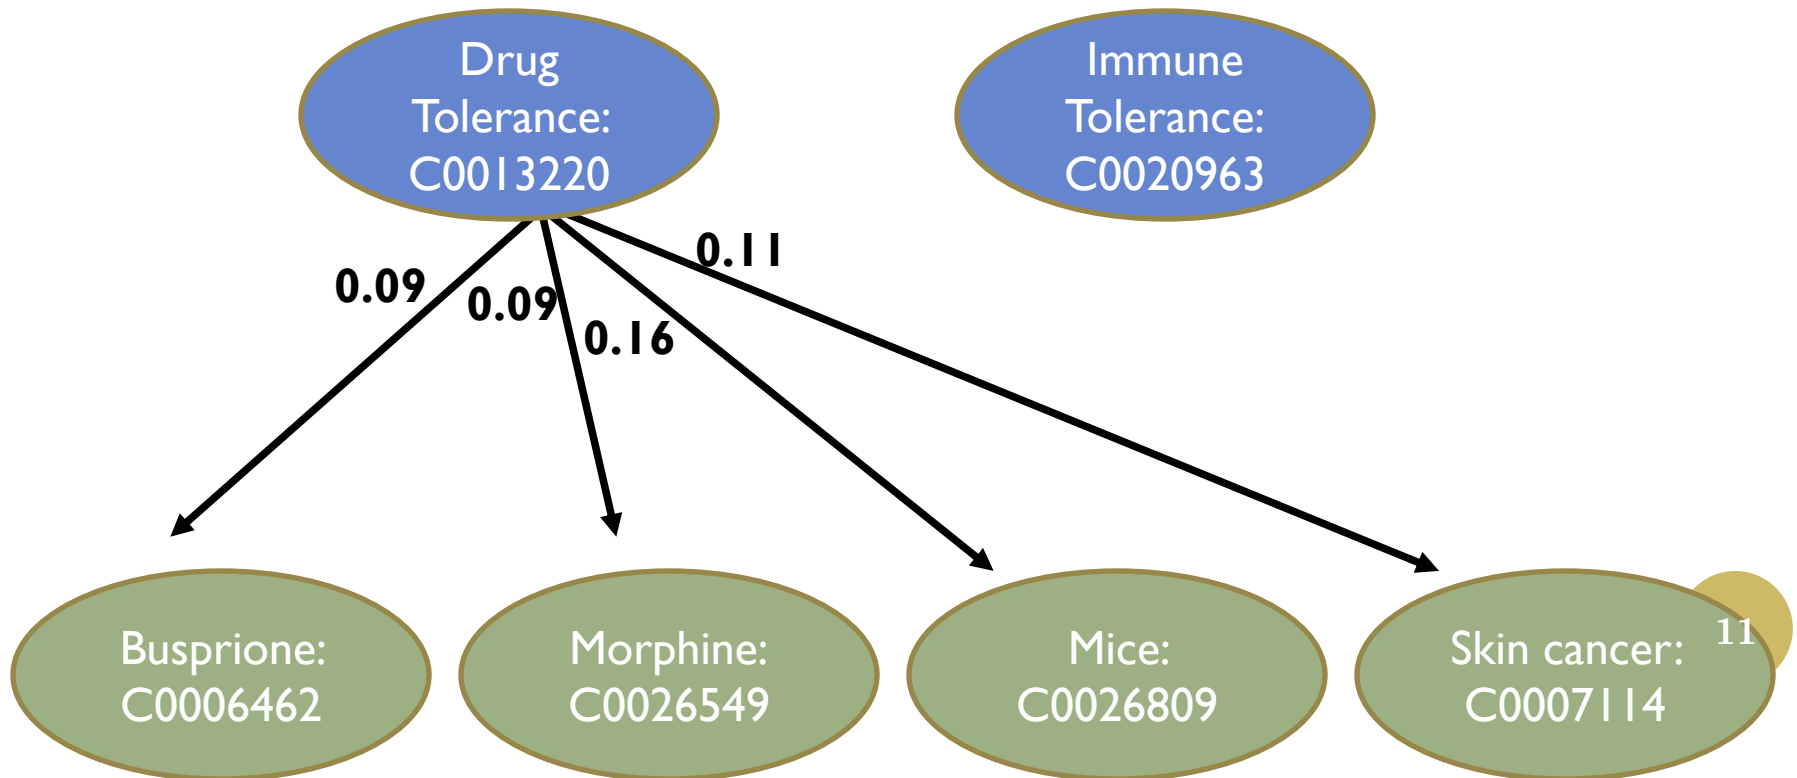 Drug
Tolerance:
C0013220
Immune
Tolerance:
C0020963
0.09
0.09
0.16
0.11
Busprione:
C0006462
Morphine:
C0026549
Mice:
C0026809
Skin cancer:
C0007114
11